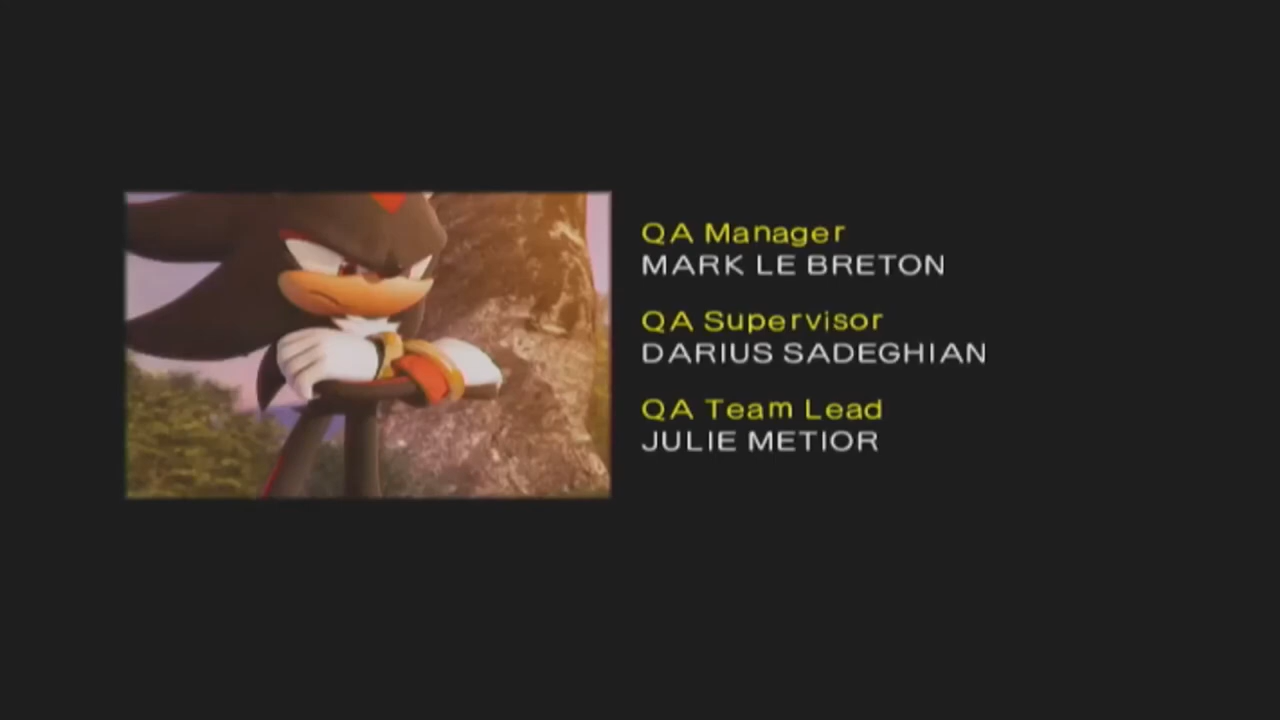 QA Manager
MARK LE BRETON
QA Supervisor
DARIUS SADEGHIAN
QA Team Lead
JULIE METIOR